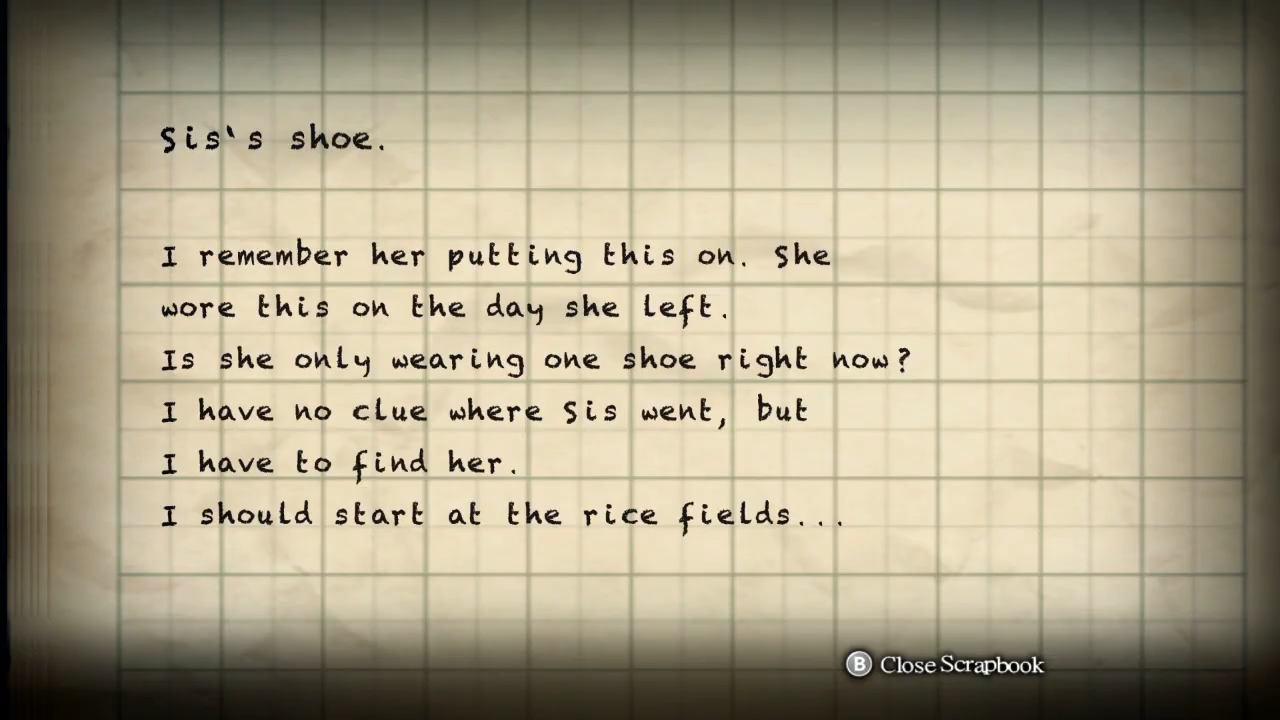 Sis's shoe.
I remember her putting this on. She
wore this on the day she left.
Is she only wearing one shoe right now?
I have no clue where Sis went, but
I have to find her.
I should start at the rice fields...
B Close Scrapbook